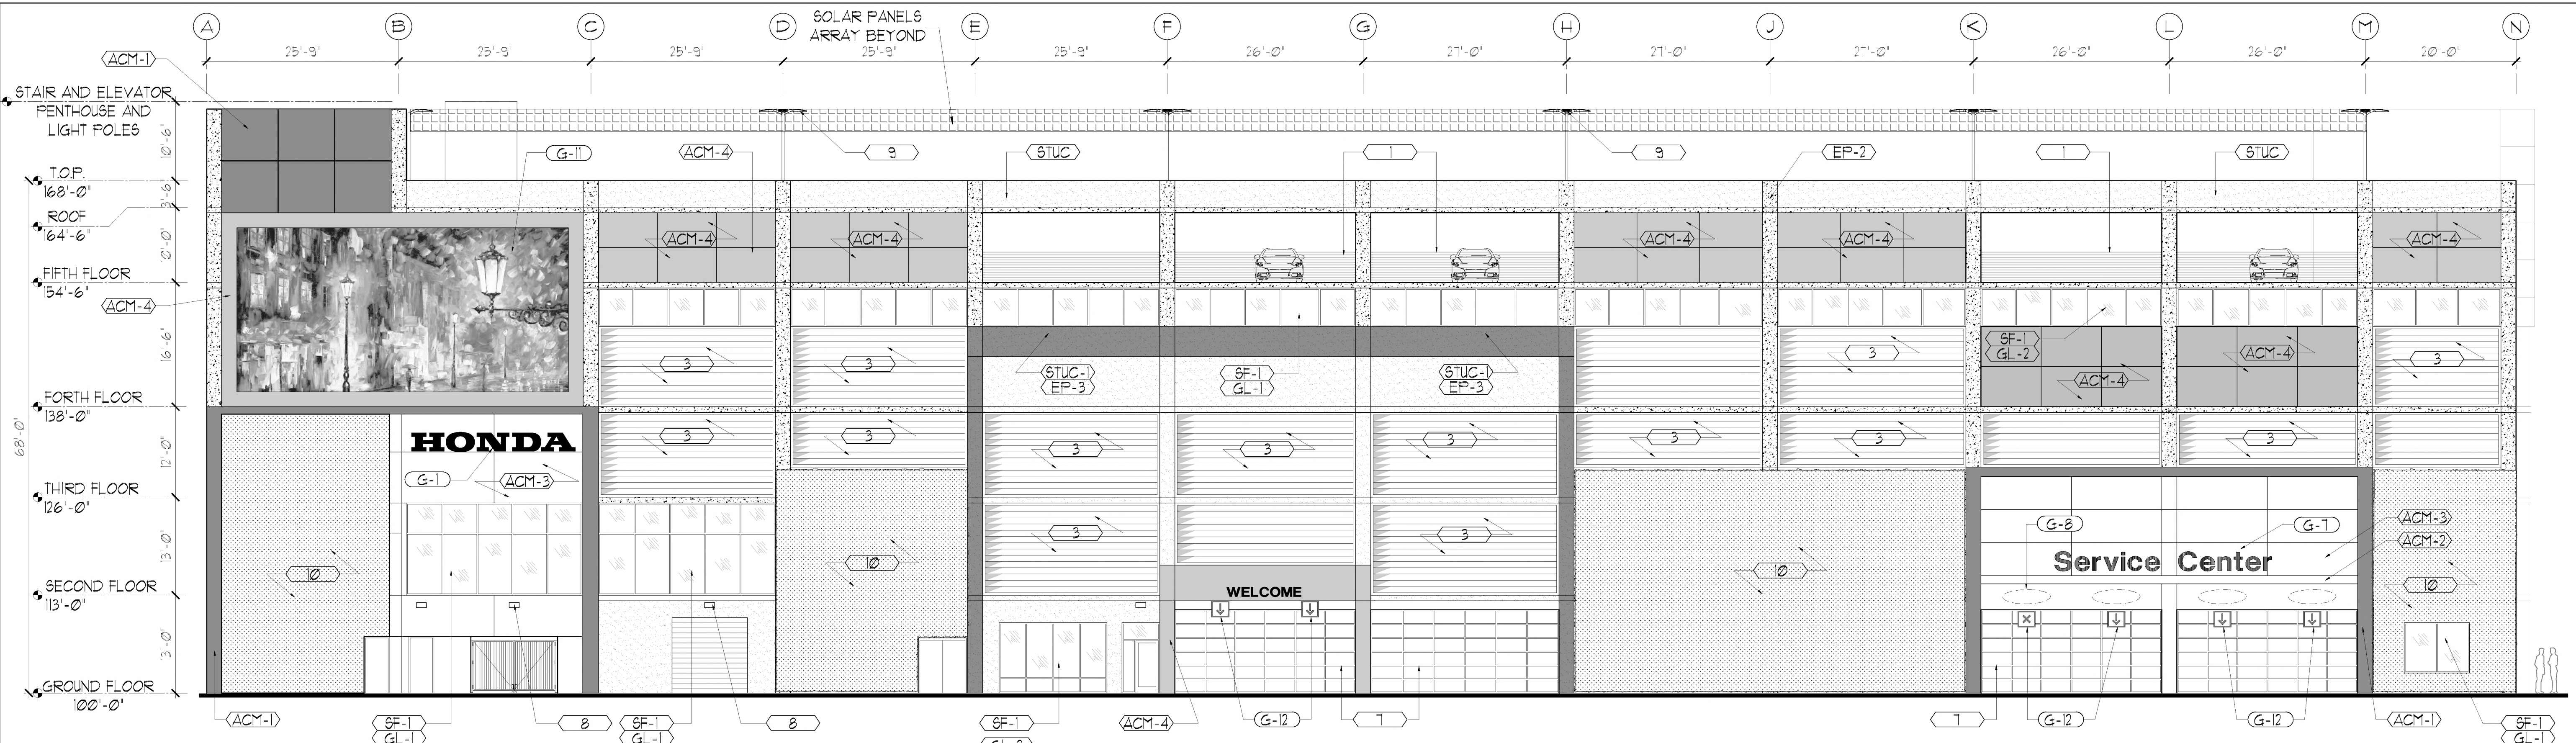 A B C D E F G H J K L M N
SOLAR PANELS
ARRAY BEYOND
25'-9" 25'-9" 25'-9" 25'-9" 25'-9" 26'-0" 27'-0" 27'-0" 27'-0" 26'-0" 26'-0" 20'-0"
ACM-1
STAIR AND ELEVATOR
PENTHOUSE AND
LIGHT POLES
10'-6"
G-11 ACM-4 9 STUC 1 9 EP-2 1 STUC
T.O.P.
168'-0"
3'-6"
ROOF
164'-6"
10'-0"
ACM-4 ACM-4 ACM-4 ACM-4 ACM-4
FIFTH FLOOR
154'-6"
ACM-4
16'-6"
SF-1
GL-2
3 3 3 ACM-4 3
STUC-1
EP-3
SF-1
GL-1
STUC-1
EP-3
ACM-4
FORTH FLOOR
138'-0"
68'-0"
12'-0"
HONDA
3 3 3 3 3 3 3 3
G-1 ACM-3
THIRD FLOOR
126'-0"
13'-0"
G-8 G-7 ACM-3
ACM-2
3 3
Service Center
10 10 10 10
SECOND FLOOR
113'-0"
WELCOME
13'-0"
X
GROUND FLOOR
100'-0"
ACM-1
SF-1
GL-1
8
SF-1
GL-1
8
SF-1
GL-2
ACM-4 G-12 7 7 G-12 G-12 ACM-1
SF-1
GL-1